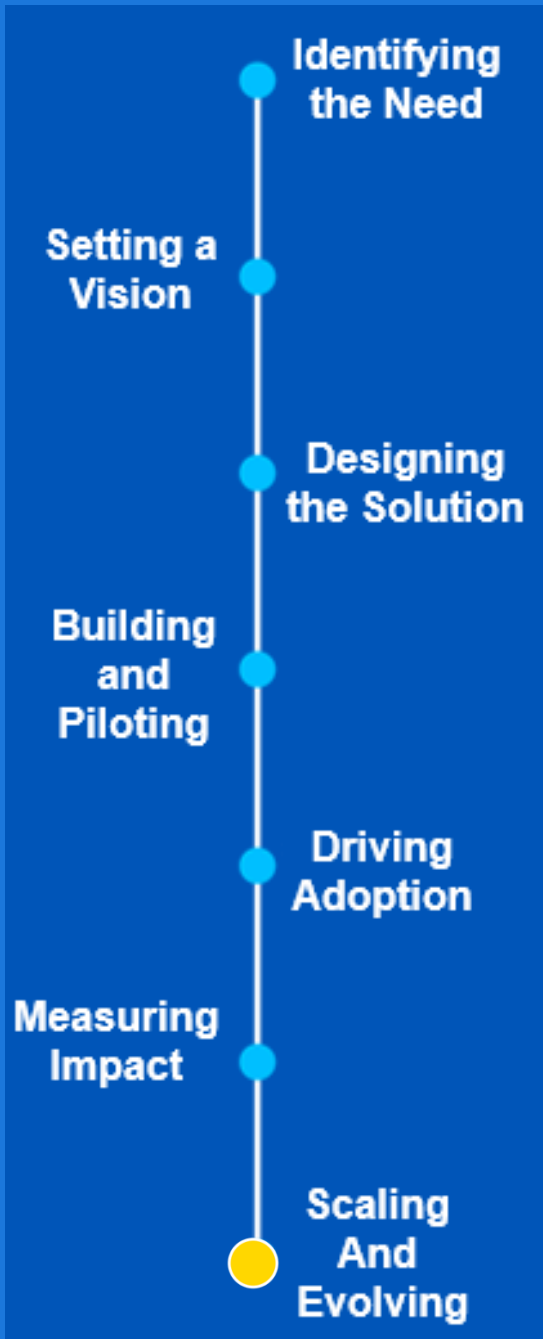 Identifying
the Need
Setting a
Vision
Designing
the Solution
Building
and
Piloting
Driving
Adoption
Measuring
Impact
Scaling
And
Evolving